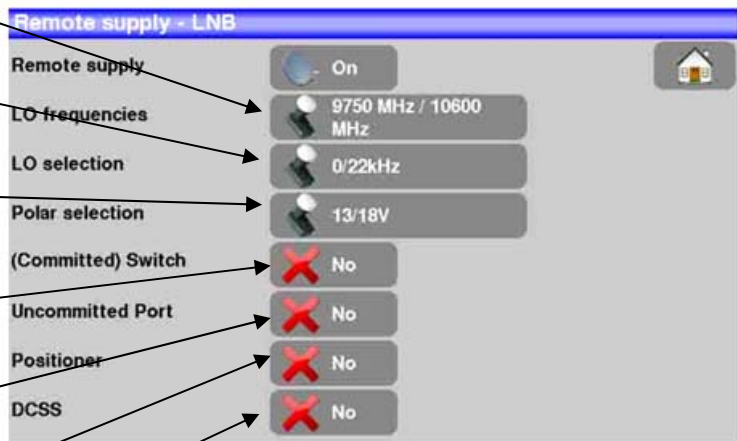 Remote supply - LNB
Remote supply
On
LO frequencies
9750 MHz / 10600
MHz
LO selection
0/22kHz
Polar selection
13/18V
(Committed) Switch
No
Uncommitted Port
No
Positioner
No
DCSS
No